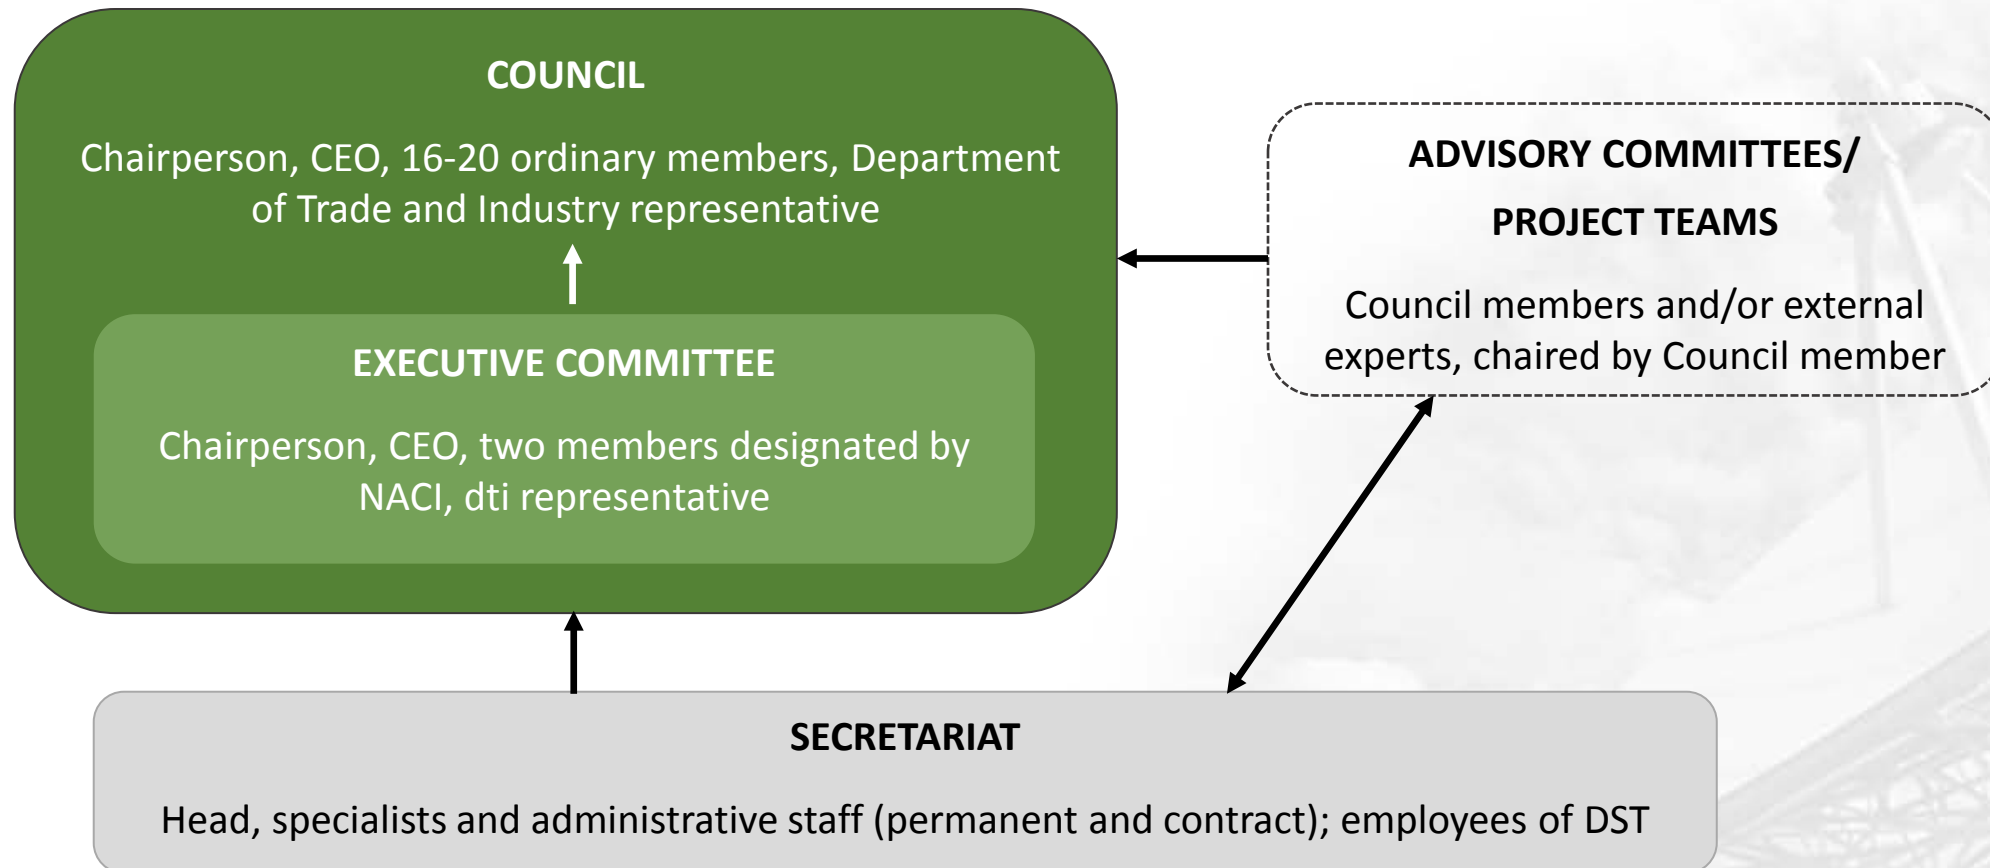 COUNCIL
Chairperson, CEO, 16-20 ordinary members, Department
of Trade and Industry representative
EXECUTIVE COMMITTEE
Chairperson, CEO, two members designated by
NACI, dti representative
ADVISORY COMMITTEES/
PROJECT TEAMS
Council members and/or external
experts, chaired by Council member
SECRETARIAT
Head, specialists and administrative staff (permanent and contract); employees of DST